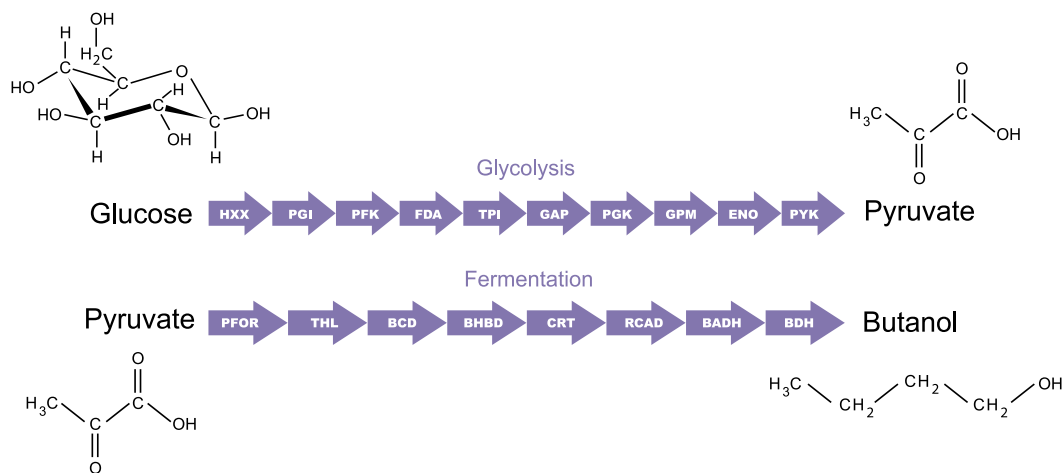 OH
H
H₂C
HO
C
C
O
H
H
HO
C
C
C
OH
OH
C
H
H
O
H₃C
C
C
OH
O
Glycolysis
Glucose HXX PGI PFK FDA TPI GAP PGK GPM ENO PYK Pyruvate
Fermentation
Pyruvate PFOR THL BCD BHBD CRT RCAD BADH BDH Butanol
O
H₃C
C
C
OH
O
H₃C
CH₂
CH₂
CH₂
OH